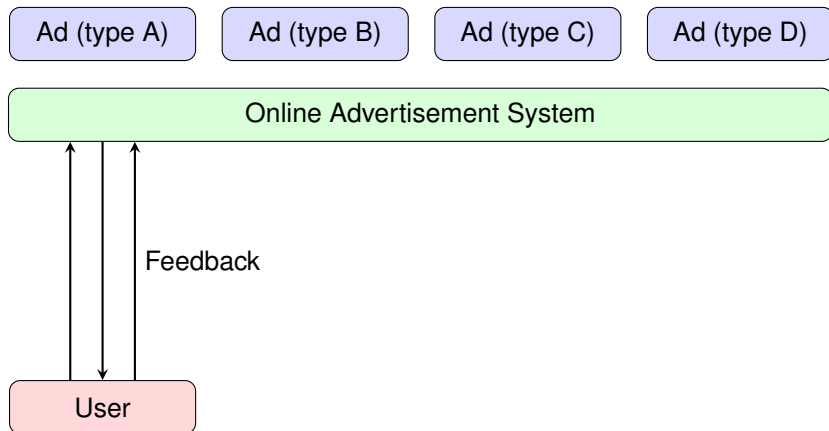 Ad (type A)
Ad (type B)
Ad (type C)
Ad (type D)
Online Advertisement System
Feedback
User